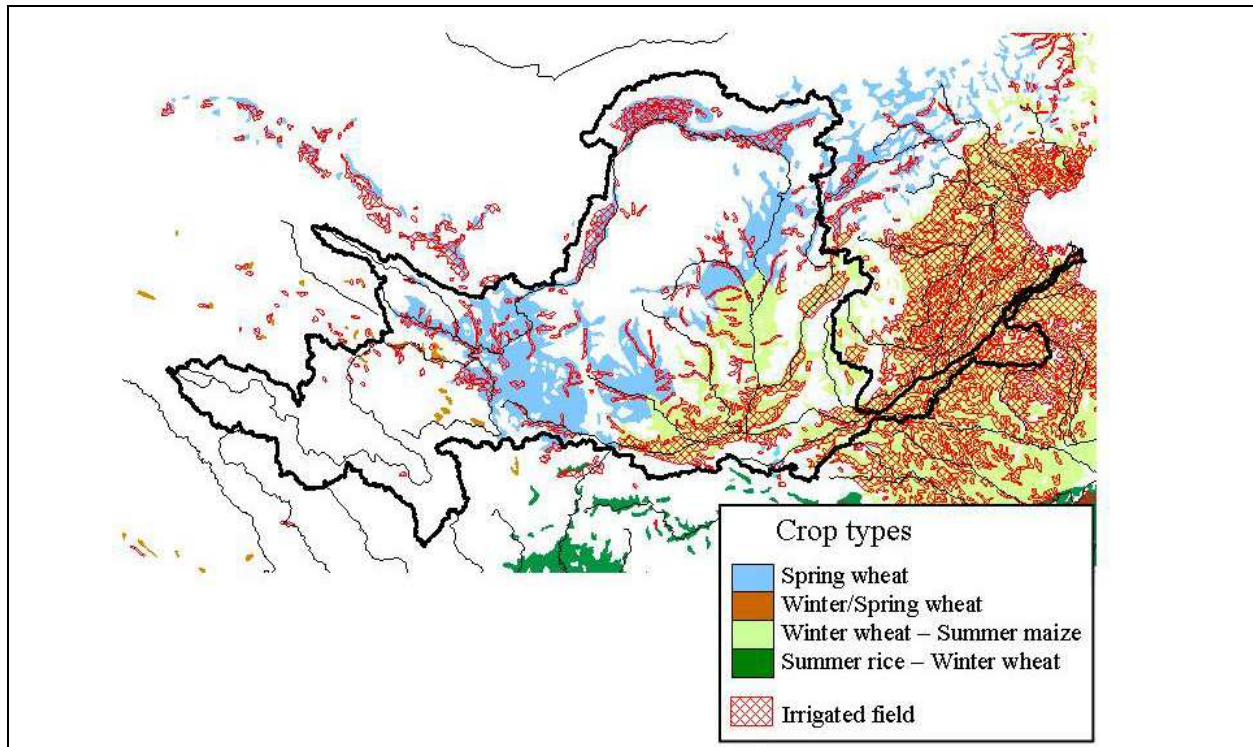 Crop types
Spring wheat
Winter/Spring wheat
Winter wheat – Summer maize
Summer rice – Winter wheat
Irrigated field